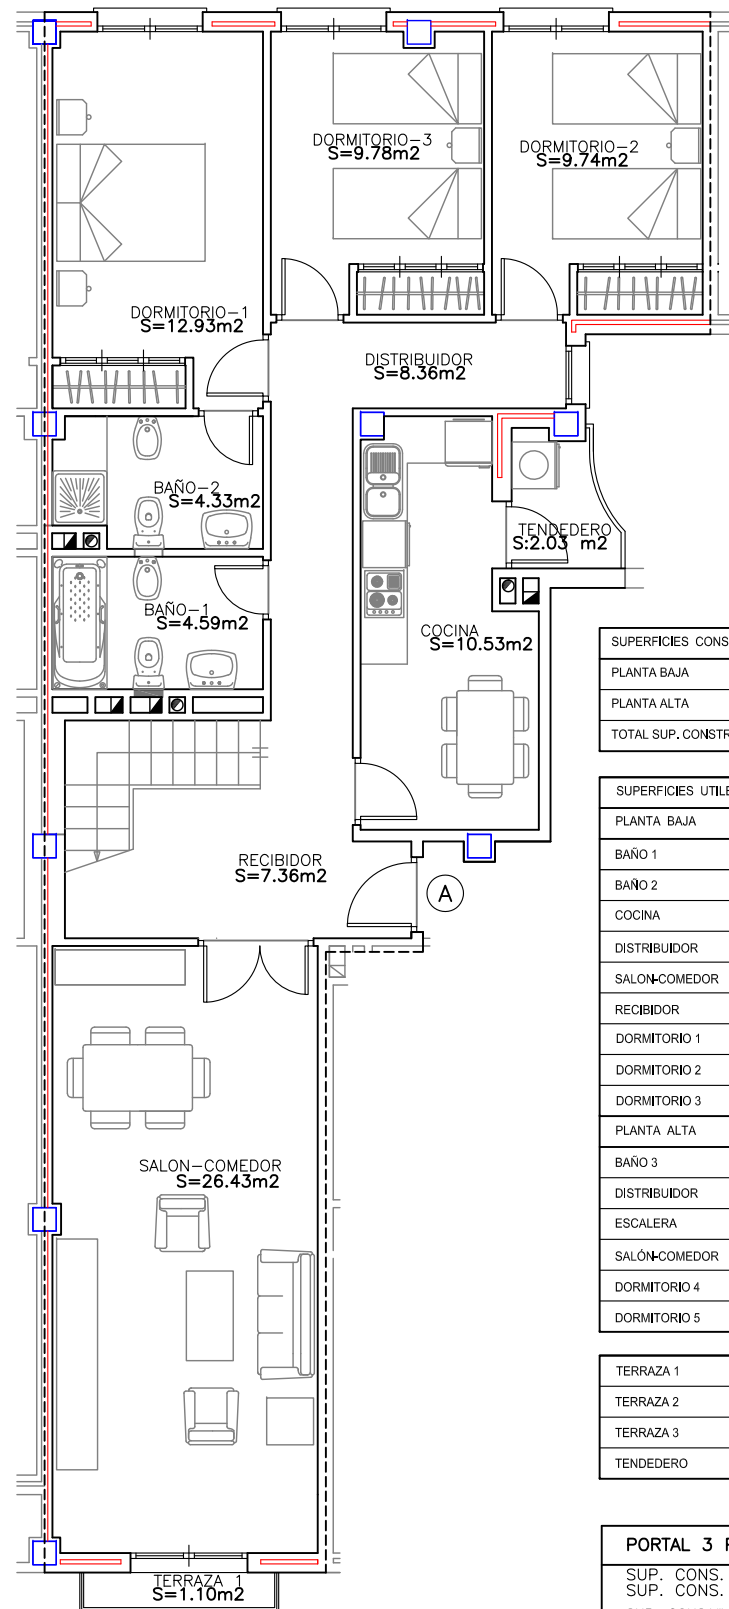 DORMITORIO-3
S=9.78m2
DORMITORIO-2
S=9.74m2
DORMITORIO-1
S=12.93m2
DISTRIBUIDOR
S=8.36m2
BAÑO-2
S=4.33m2
TENDEDERO
S:2.03 m2
BAÑO-1
S=4.59m2
COCINA
S=10.53m2
RECIBIDOR
S=7.36m2
A
SALON-COMEDOR
S=26.43m2
TERRAZA 1
S=1.10m2
SUPERFICIES CONS
PLANTA BAJA
PLANTA ALTA
TOTAL SUP. CONSTR
SUPERFICIES UTILE
PLANTA BAJA
BAÑO 1
BAÑO 2
COCINA
DISTRIBUIDOR
SALON-COMEDOR
RECIBIDOR
DORMITORIO 1
DORMITORIO 2
DORMITORIO 3
PLANTA ALTA
BAÑO 3
DISTRIBUIDOR
ESCALERA
SALÓN-COMEDOR
DORMITORIO 4
DORMITORIO 5
TERRAZA 1
TERRAZA 2
TERRAZA 3
TENDEDERO
PORTAL 3
SUP. CONS.
SUP. CONS.